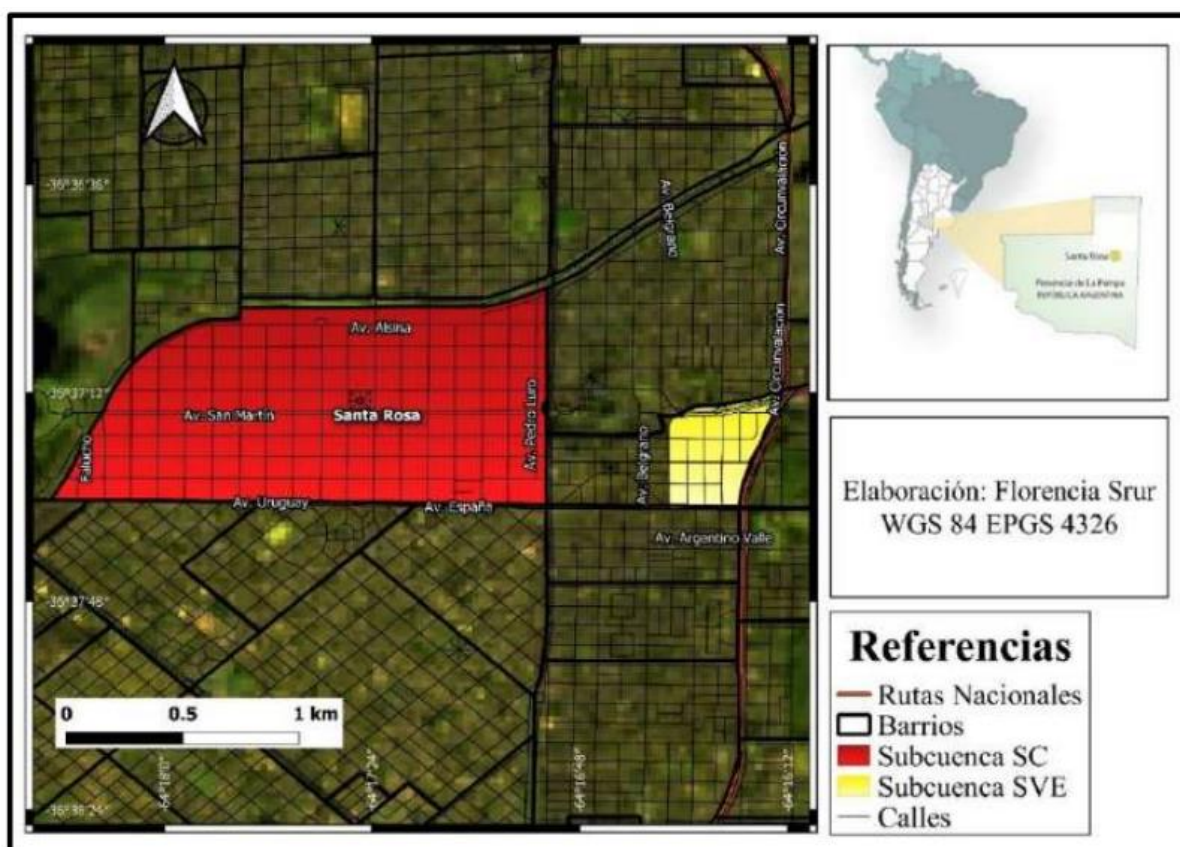 -36°36'36"
Av. Belgrano
Av. Circunvalación
Av. Alsina
Av. Circunvalación
-36°37'12"
Av. San Martín
Santa Rosa
Av. Pedro Luro
Falucho
Av. Belgrano
Av. Uruguay
Av. España
Av. Argentino Valle
-36°37'48"
0 0.5 1 km
-36°38'24"
-64°18'0"
-64°17'24"
-64°16'48"
-64°16'12"
Santa Rosa
Provincia de La Pampa
REPÚBLICA ARGENTINA
Elaboración: Florencia Srur
WGS 84 EPGS 4326
Referencias
Rutas Nacionales
Barrios
Subcuenca SC
Subcuenca SVE
Calles